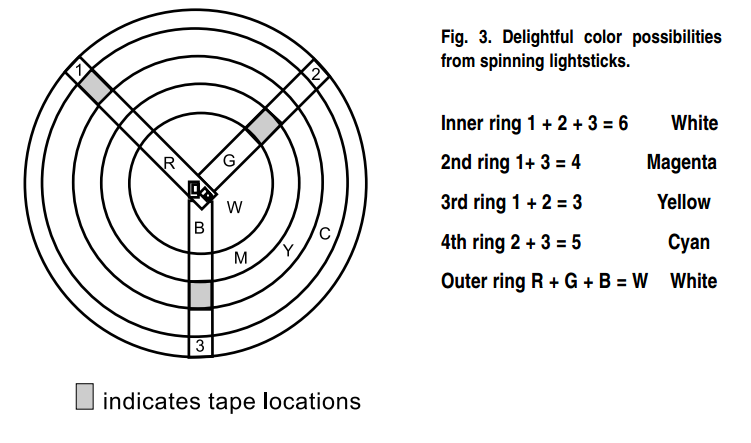 Fig. 3. Delightful color possibilities
from spinning lightsticks.
1
2
R
G
W
B
M
Y
C
3
Inner ring 1 + 2 + 3 = 6 White
2nd ring 1+ 3 = 4 Magenta
3rd ring 1 + 2 = 3 Yellow
4th ring 2 + 3 = 5 Cyan
Outer ring R + G + B = W White
indicates tape locations